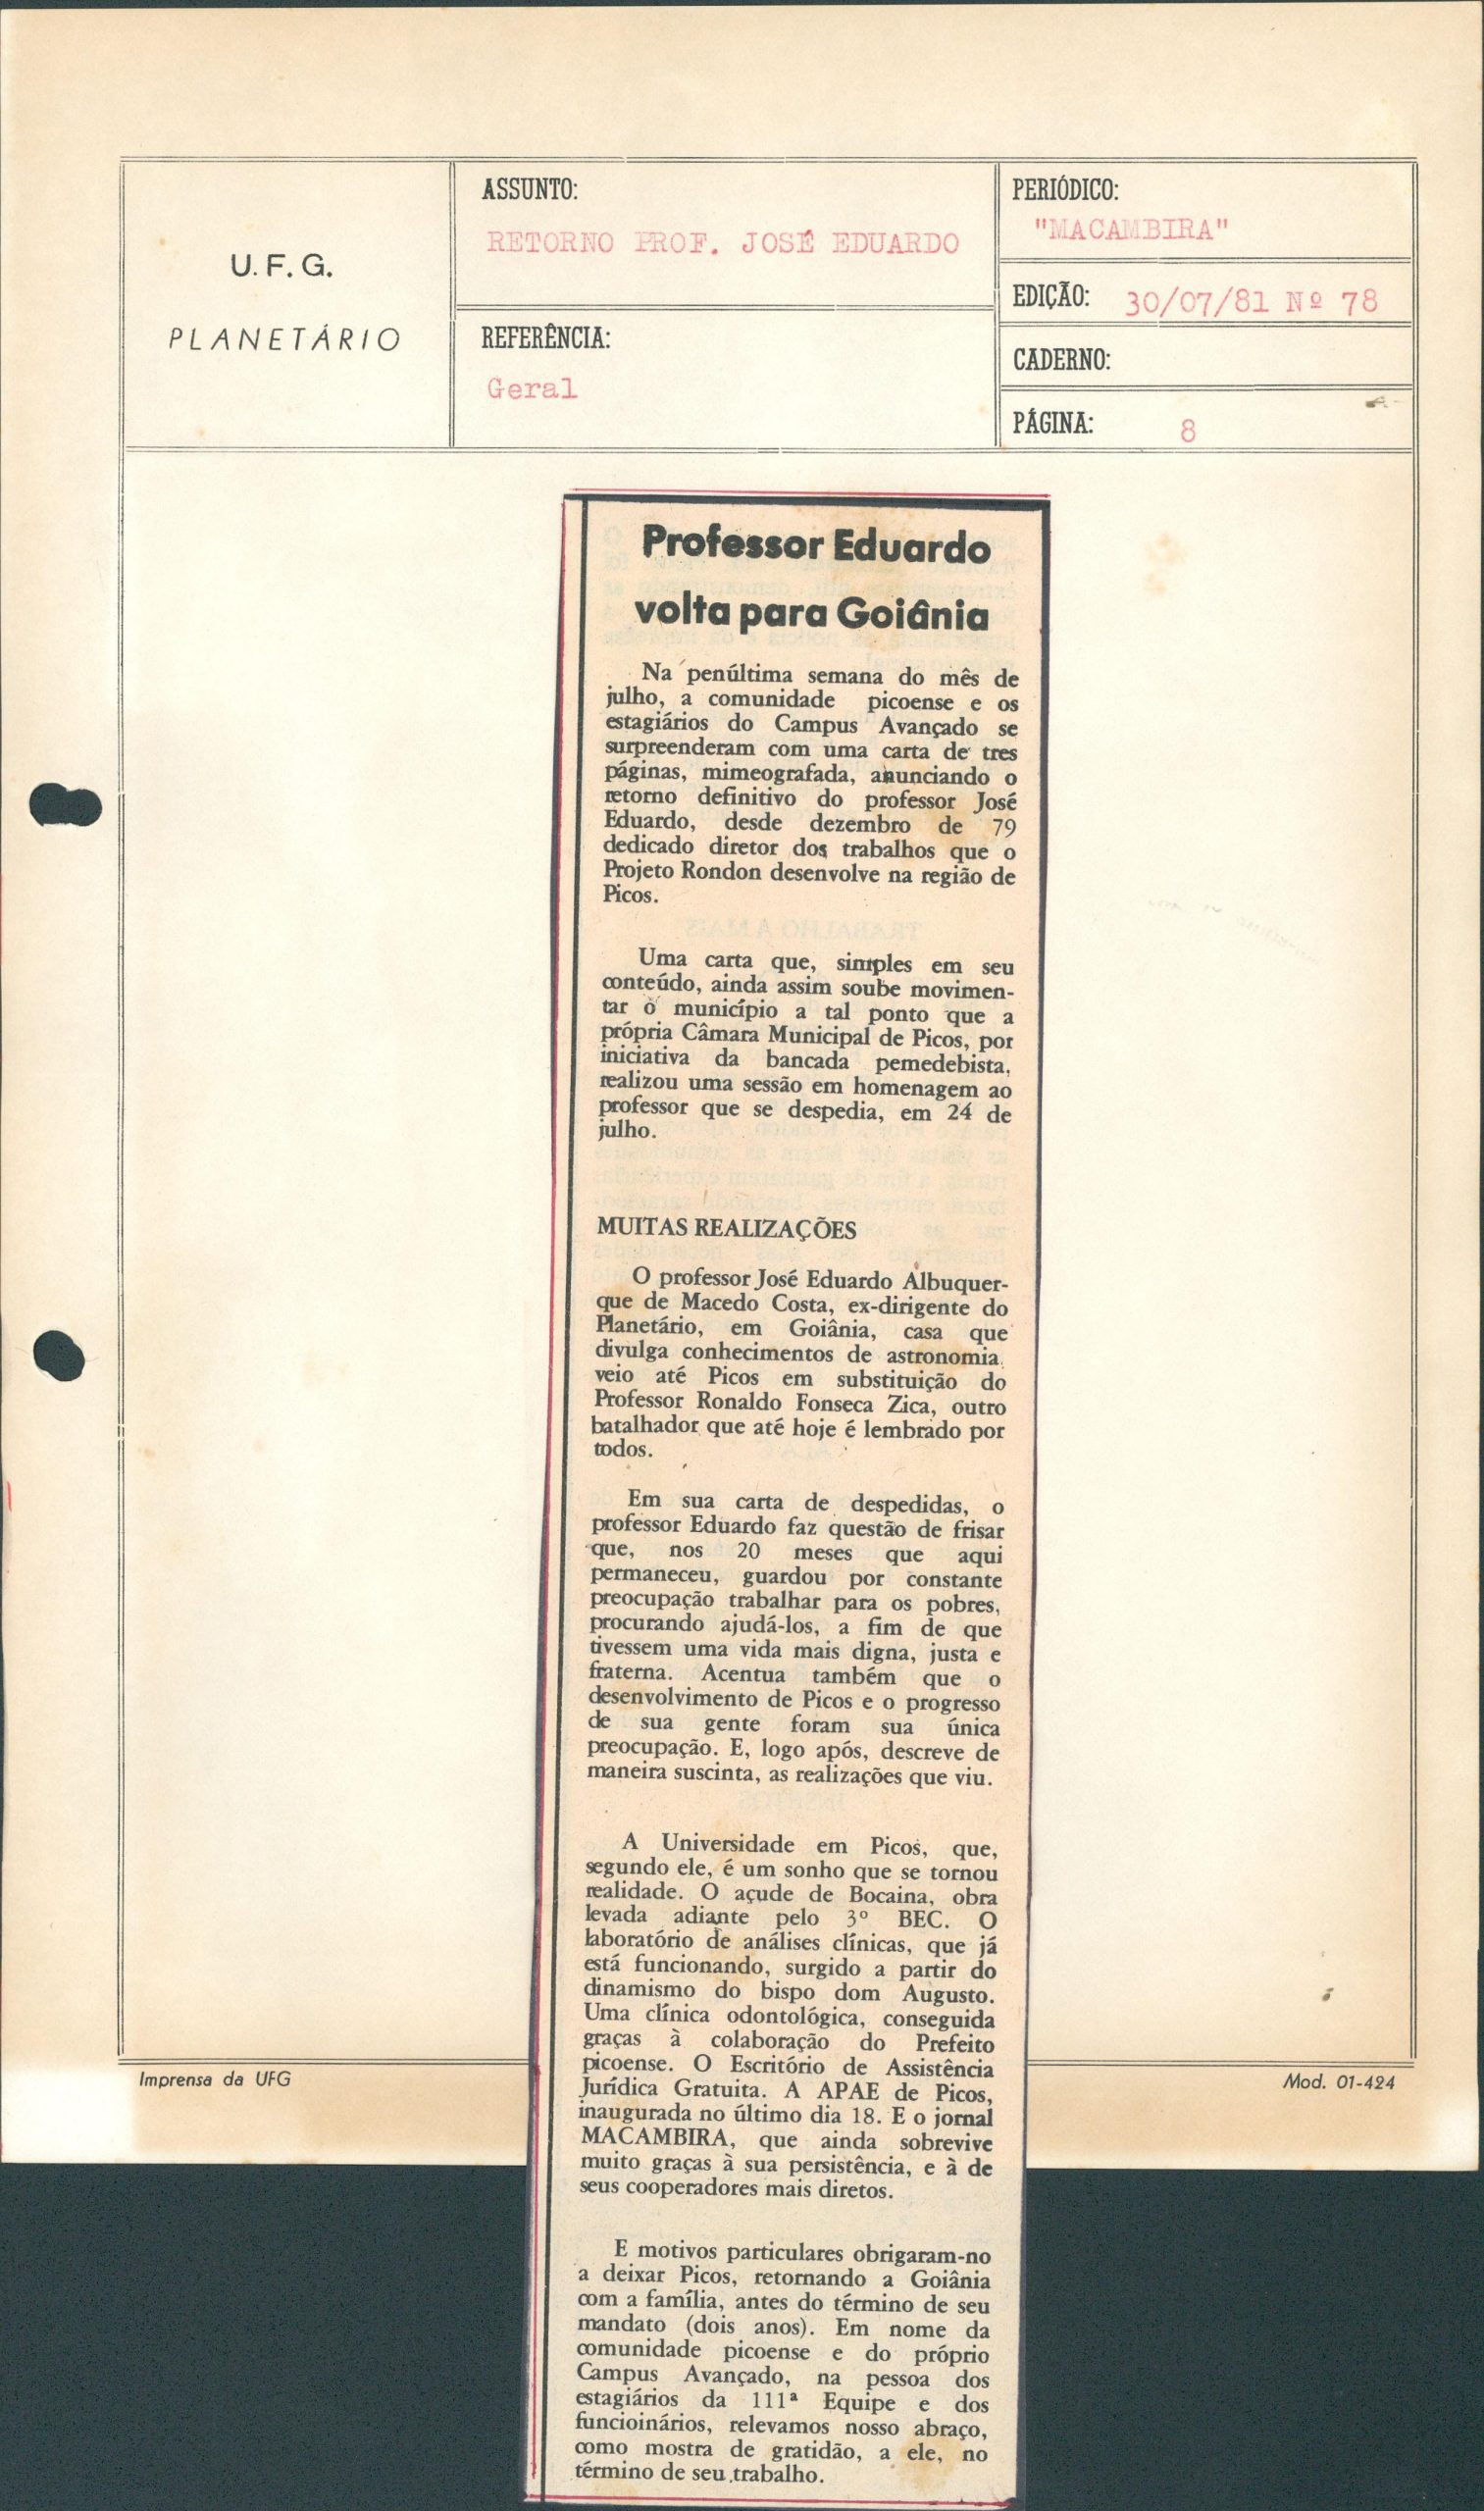 U.F.G.
PLANETÁRIO
ASSUNTO:
RETORNO PROF. JOSÉ EDUARDO
REFERÊNCIA:
Geral
PERIÓDICO:
"MACAMBIRA"
EDIÇÃO: 30/07/81 Nº 78
CADERNO:
PÁGINA: 8
Professor Eduardo
volta para Goiânia
Na penúltima semana do mês de
julho, a comunidade picoense e os
estagiários do Campus Avançado se
surpreenderam com uma carta de tres
páginas, mimeografada, anunciando o
retorno definitivo do professor José
Eduardo, desde dezembro de 79
dedicado diretor dos trabalhos que o
Projeto Rondon desenvolve na região de
Picos.
Uma carta que, simples em seu
conteúdo, ainda assim soube movimen-
tar o município a tal ponto que a
própria Câmara Municipal de Picos, por
iniciativa da bancada pemedebista,
realizou uma sessão em homenagem ao
professor que se despedia, em 24 de
julho.
MUITAS REALIZAÇÕES
O professor José Eduardo Albuquer-
que de Macedo Costa, ex-dirigente do
Planetário, em Goiânia, casa que
divulga conhecimentos de astronomia,
veio até Picos em substituição do
Professor Ronaldo Fonseca Zica, outro
batalhador que até hoje é lembrado por
todos.
Em sua carta de despedidas, o
professor Eduardo faz questão de frisar
que, nos 20 meses que aqui
permaneceu, guardou por constante
preocupação trabalhar para os pobres,
procurando ajudá-los, a fim de que
tivessem uma vida mais digna, justa e
fraterna. Acentua também que o
desenvolvimento de Picos e o progresso
de sua gente foram sua única
preocupação. E, logo após, descreve de
maneira suscinta, as realizações que viu.
A Universidade em Picos, que,
segundo ele, é um sonho que se tornou
realidade. O açude de Bocaina, obra
levada adiante pelo 3º BEC. O
laboratório de análises clínicas, que já
está funcionando, surgido a partir do
dinamismo do bispo dom Augusto.
Uma clínica odontológica, conseguida
graças à colaboração do Prefeito
picoense. O Escritório de Assistência
Jurídica Gratuita. A APAE de Picos,
inaugurada no último dia 18. E o jornal
MACAMBIRA, que ainda sobrevive
muito graças à sua persistência, e à de
seus cooperadores mais diretos.
E motivos particulares obrigaram-no
a deixar Picos, retornando a Goiânia
com a família, antes do término de seu
mandato (dois anos). Em nome da
comunidade picoense e do próprio
Campus Avançado, na pessoa dos
estagiários da 111ª Equipe e dos
funcioinários, relevamos nosso abraço,
como mostra de gratidão, a ele, no
término de seu trabalho.
Imprensa da UFG
Mod. 01-424